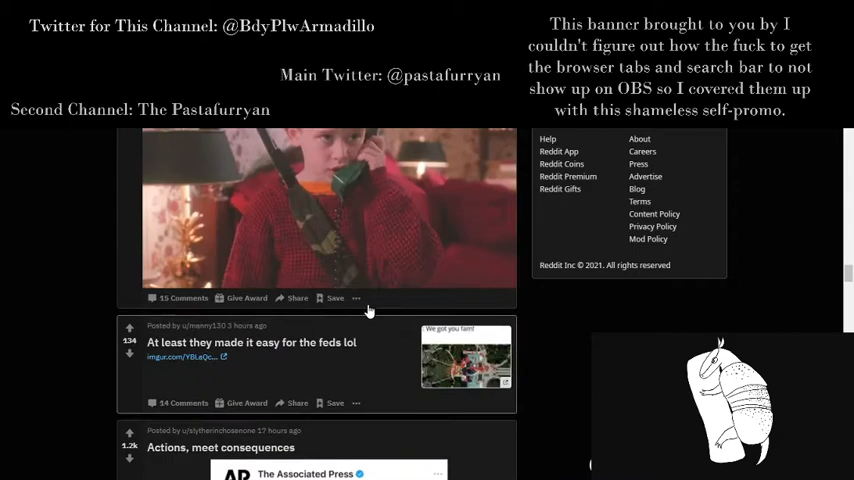 Twitter for This Channel: @BdyPlwArmadillo
Main Twitter: @pastafurryan
Second Channel: The Pastafurryan
This banner brought to you by I
couldn't figure out how the fuck to get
the browser tabs and search bar to not
show up on OBS so I covered them up
with this shameless self-promo.
Help
About
Reddit App
Careers
Reddit Coins
Press
Reddit Premium
Advertise
Reddit Gifts
Blog
Terms
Content Policy
Privacy Policy
Mod Policy
Reddit Inc © 2021. All rights reserved
15 Comments Give Award Share Save ...
Posted by u/manny130 3 hours ago
134
At least they made it easy for the feds lol
imgur.com/YBLaQc...
We got you fam!
14 Comments Give Award Share Save ...
Posted by u/slytherinchosenone 17 hours ago
1.2k
Actions, meet consequences
AP
The Associated Press